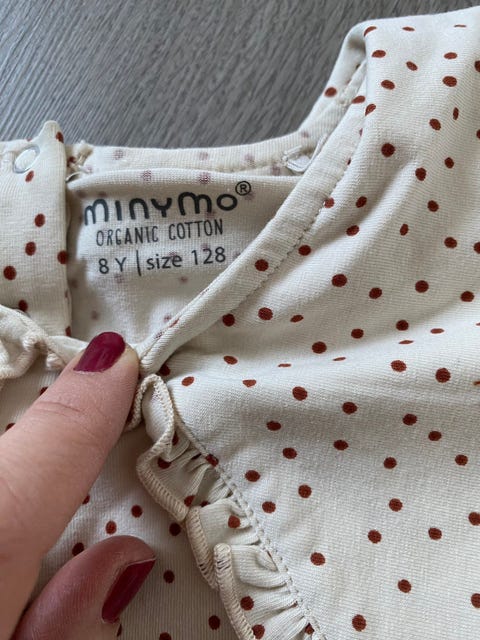 minymo®
ORGANIC COTTON
8 Y | size 128